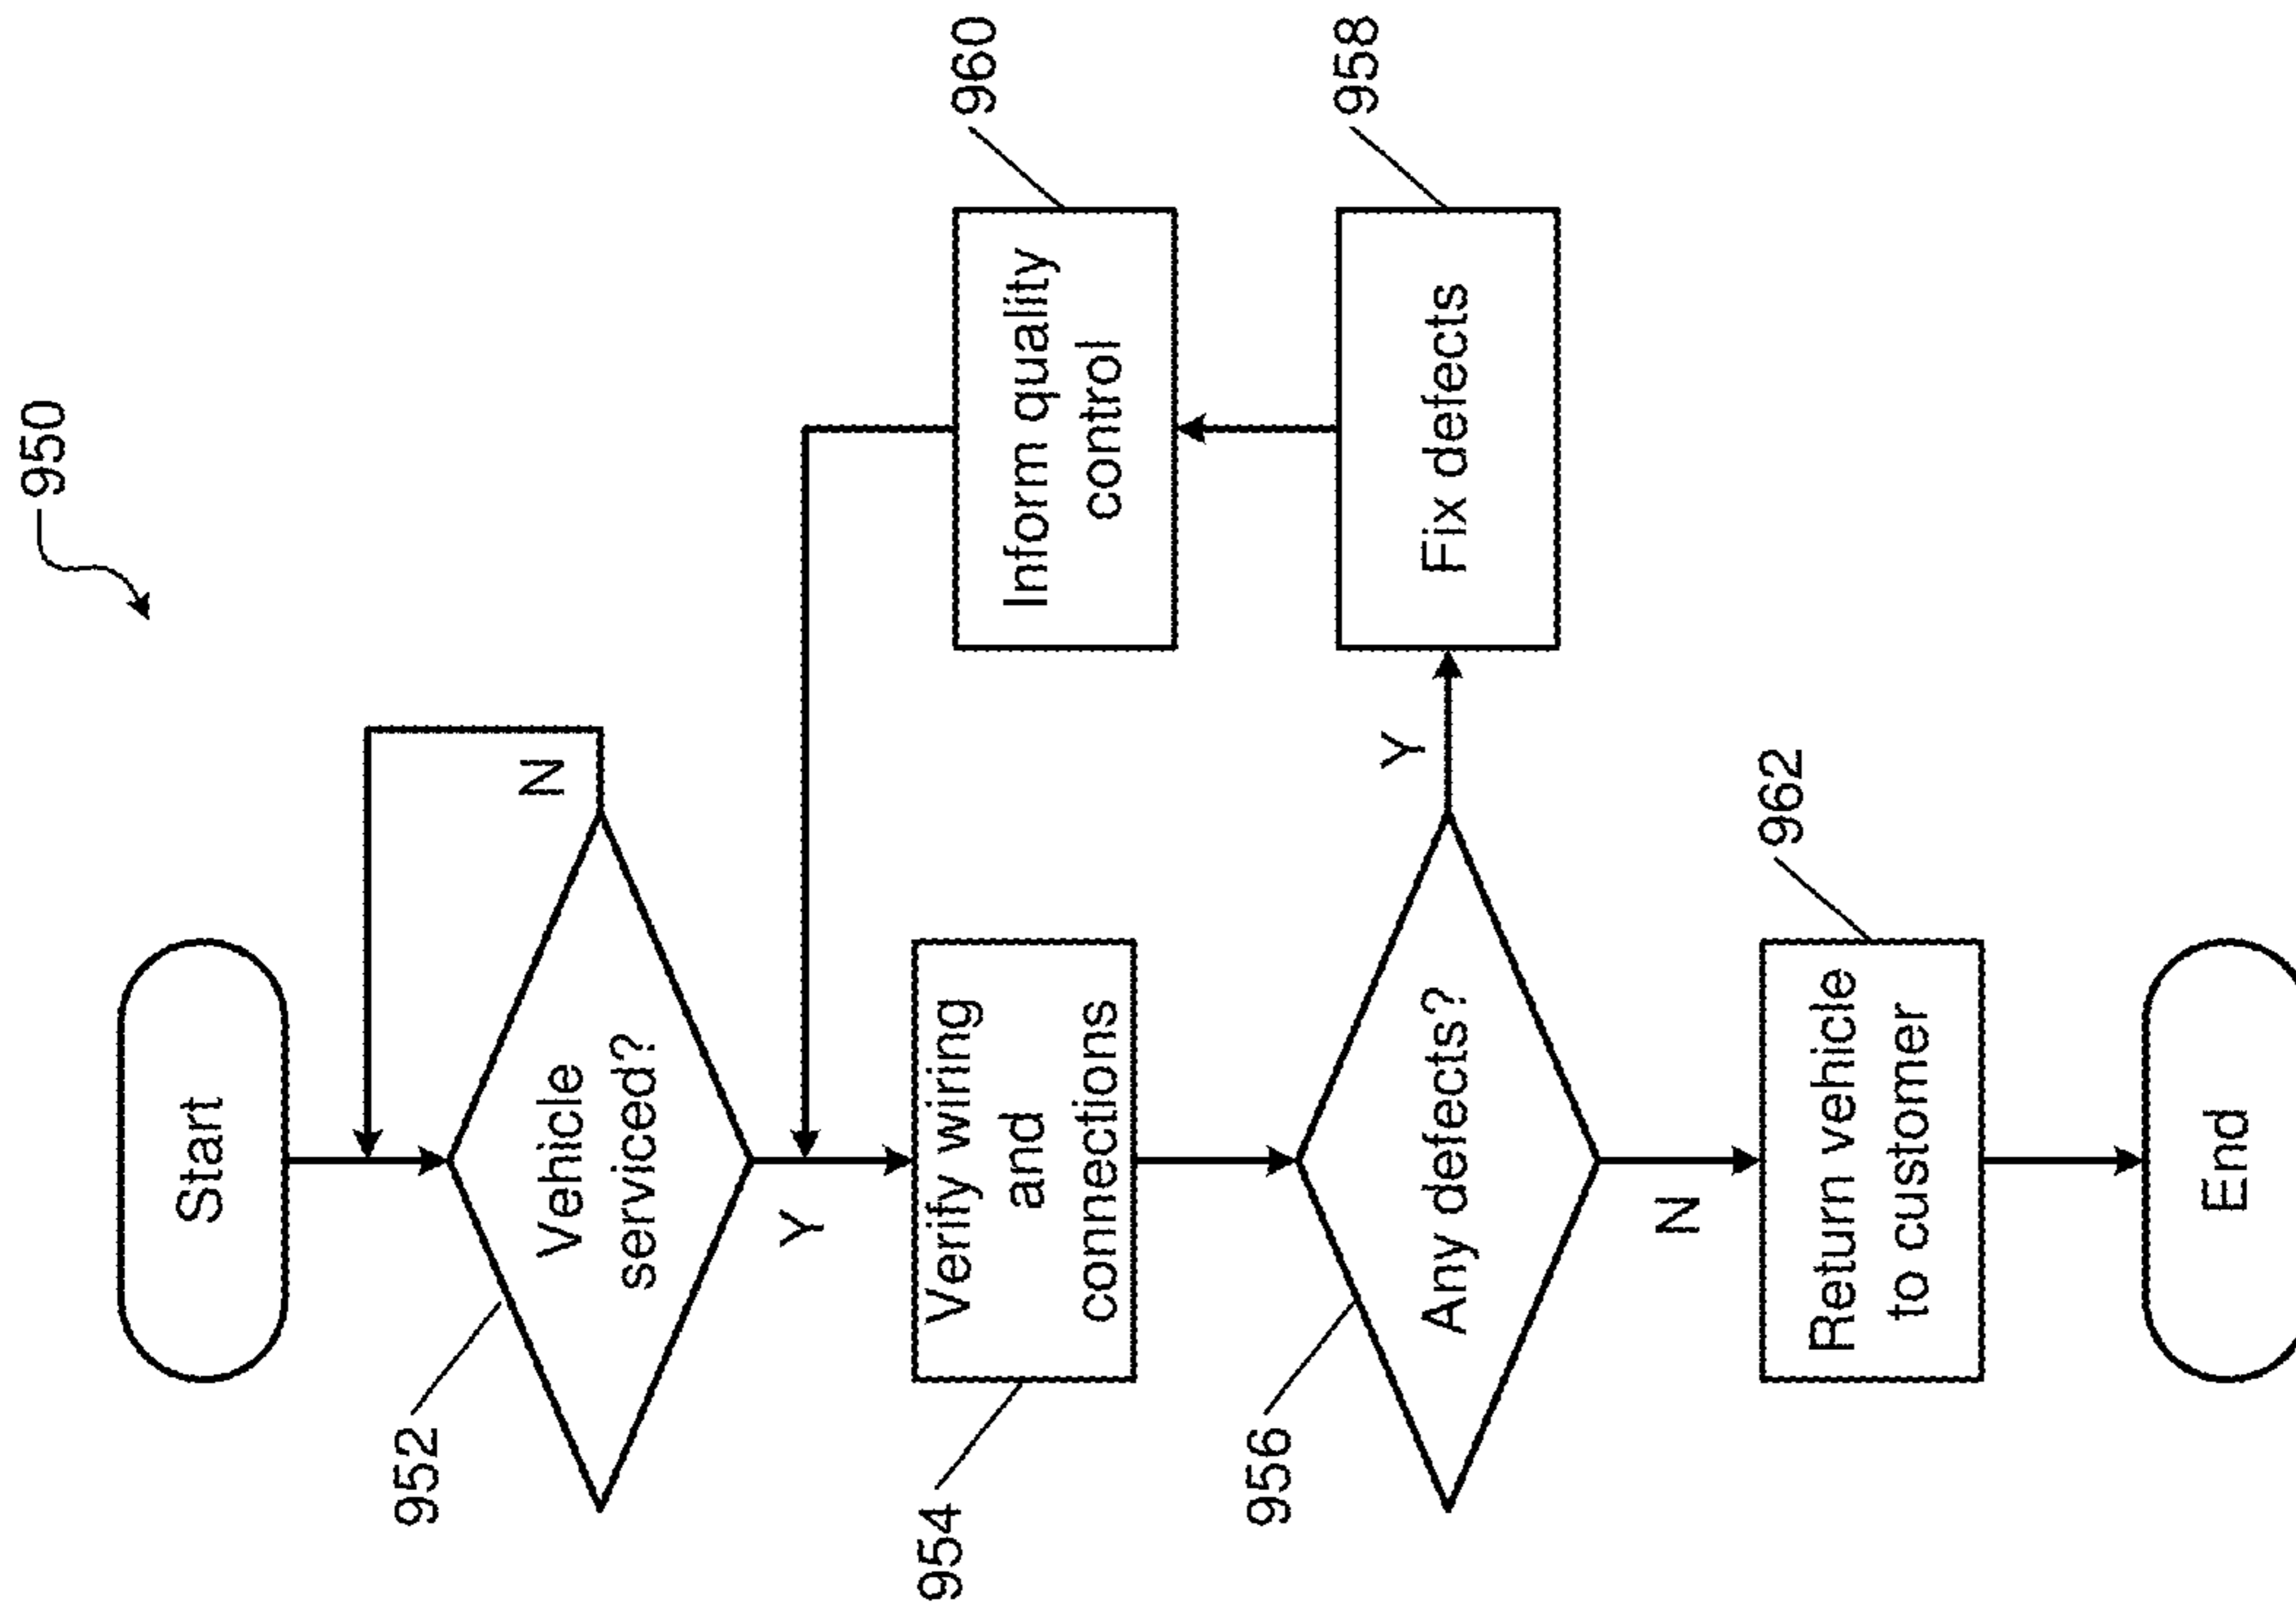 950
Start
952
Vehicle
serviced?
N
Y
954
Verify wiring
and
connections
960
Inform quality
control
956
Any defects?
Y
958
Fix defects
N
962
Return vehicle
to customer
End